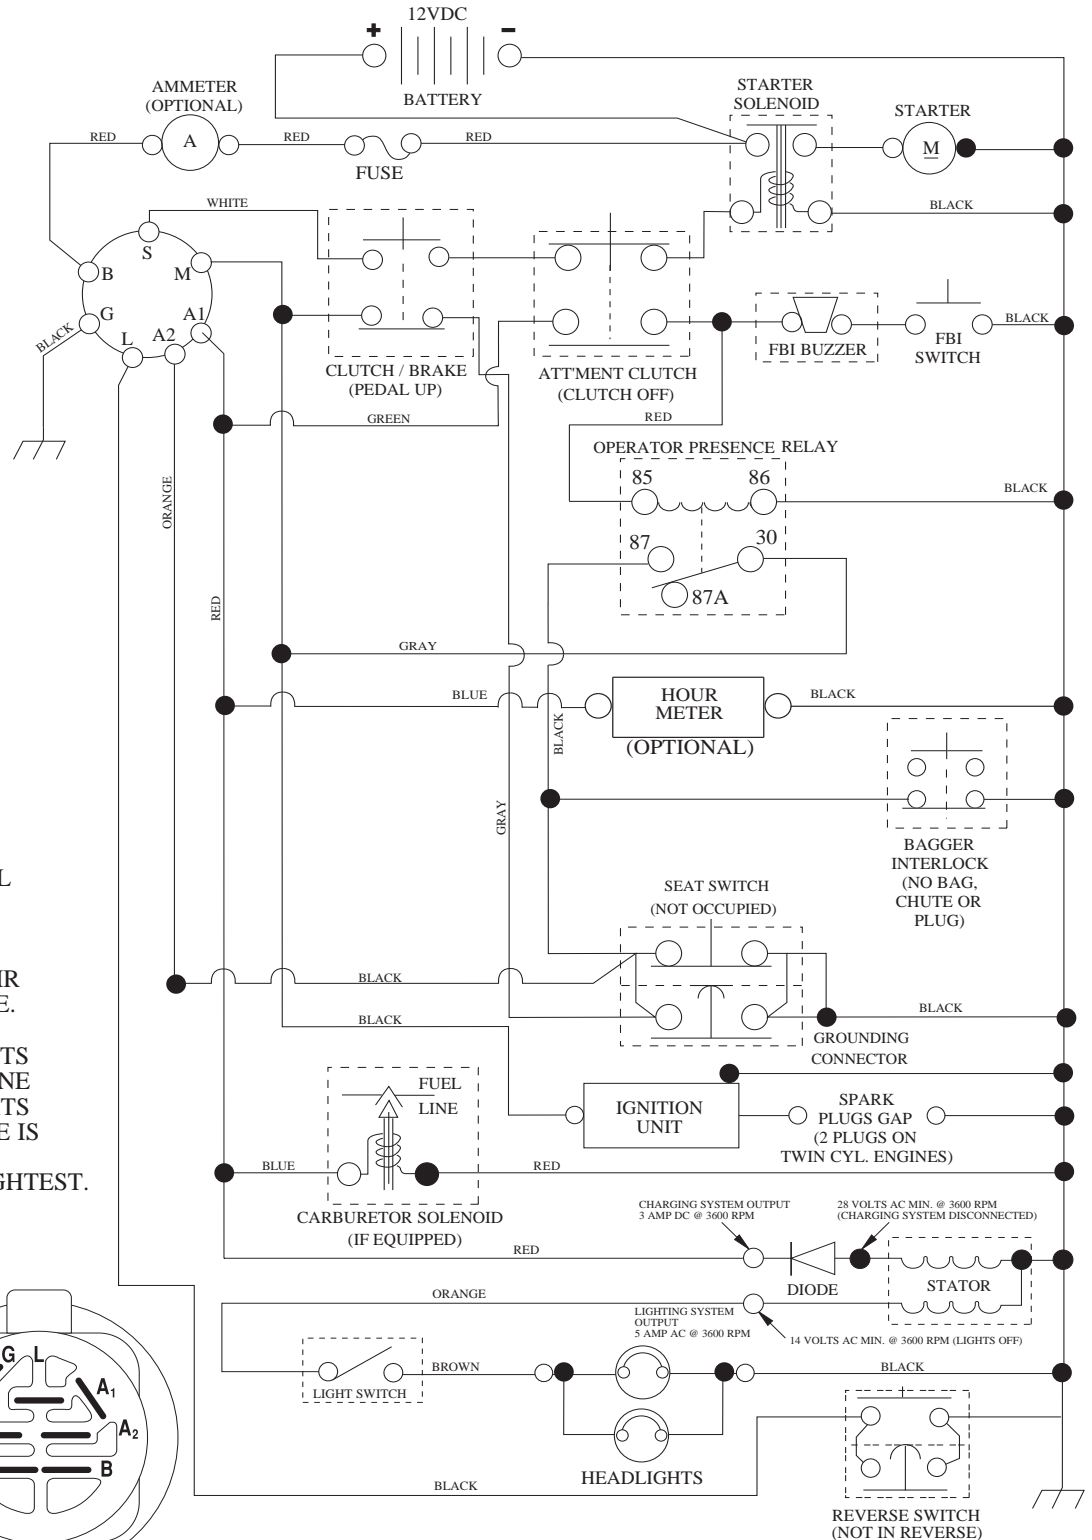 12VDC
+
-
BATTERY
AMMETER
(OPTIONAL)
STARTER
SOLENOID
STARTER
RED
A
RED
FUSE
RED
M
BLACK
WHITE
S
B
M
G
A1
A2
L
BLACK
CLUTCH / BRAKE
(PEDAL UP)
ATT'MENT CLUTCH
(CLUTCH OFF)
FBI BUZZER
FBI
SWITCH
BLACK
GREEN
RED
OPERATOR PRESENCE RELAY
85
86
BLACK
87
30
87A
ORANGE
RED
GRAY
BLUE
HOUR
METER
(OPTIONAL)
BLACK
BLACK
GRAY
BAGGER
INTERLOCK
(NO BAG,
CHUTE OR
PLUG)
L
IR
E.
TS
NE
TS
E IS
GHTEST.
SEAT SWITCH
(NOT OCCUPIED)
BLACK
BLACK
BLACK
GROUNDING
CONNECTOR
FUEL
LINE
IGNITION
UNIT
SPARK
PLUGS GAP
(2 PLUGS ON
TWIN CYL. ENGINES)
BLUE
RED
CARBURETOR SOLENOID
(IF EQUIPPED)
CHARGING SYSTEM OUTPUT
3 AMP DC @ 3600 RPM
28 VOLTS AC MIN. @ 3600 RPM
(CHARGING SYSTEM DISCONNECTED)
RED
DIODE
STATOR
ORANGE
LIGHTING SYSTEM
OUTPUT
5 AMP AC @ 3600 RPM
14 VOLTS AC MIN. @ 3600 RPM (LIGHTS OFF)
BROWN
LIGHT SWITCH
BLACK
HEADLIGHTS
BLACK
REVERSE SWITCH
(NOT IN REVERSE)
G
L
A1
A2
B